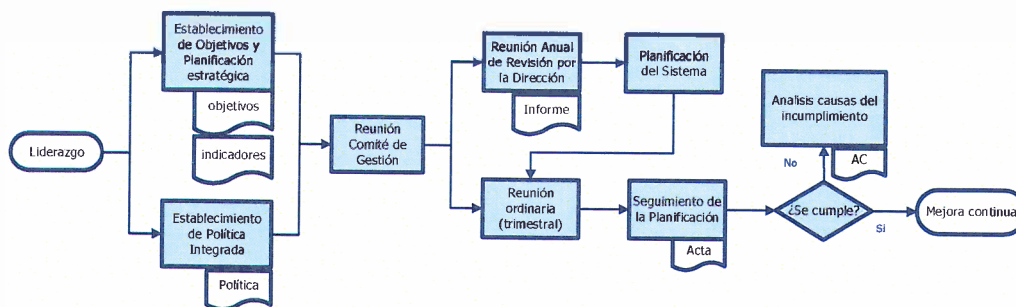 Liderazgo
Establecimiento
de Objetivos y
Planificación
estratégica
objetivos
indicadores
Establecimiento
de Política
Integrada
Política
Reunión
Comité de
Gestión
Reunión Anual
de Revisión por
la Dirección
Informe
Planificación
del Sistema
Reunión
ordinaria
(trimestral)
Seguimiento de
la Planificación
Acta
Analisis causas del
incumplimiento
AC
No
¿Se cumple?
Si
Mejora continua